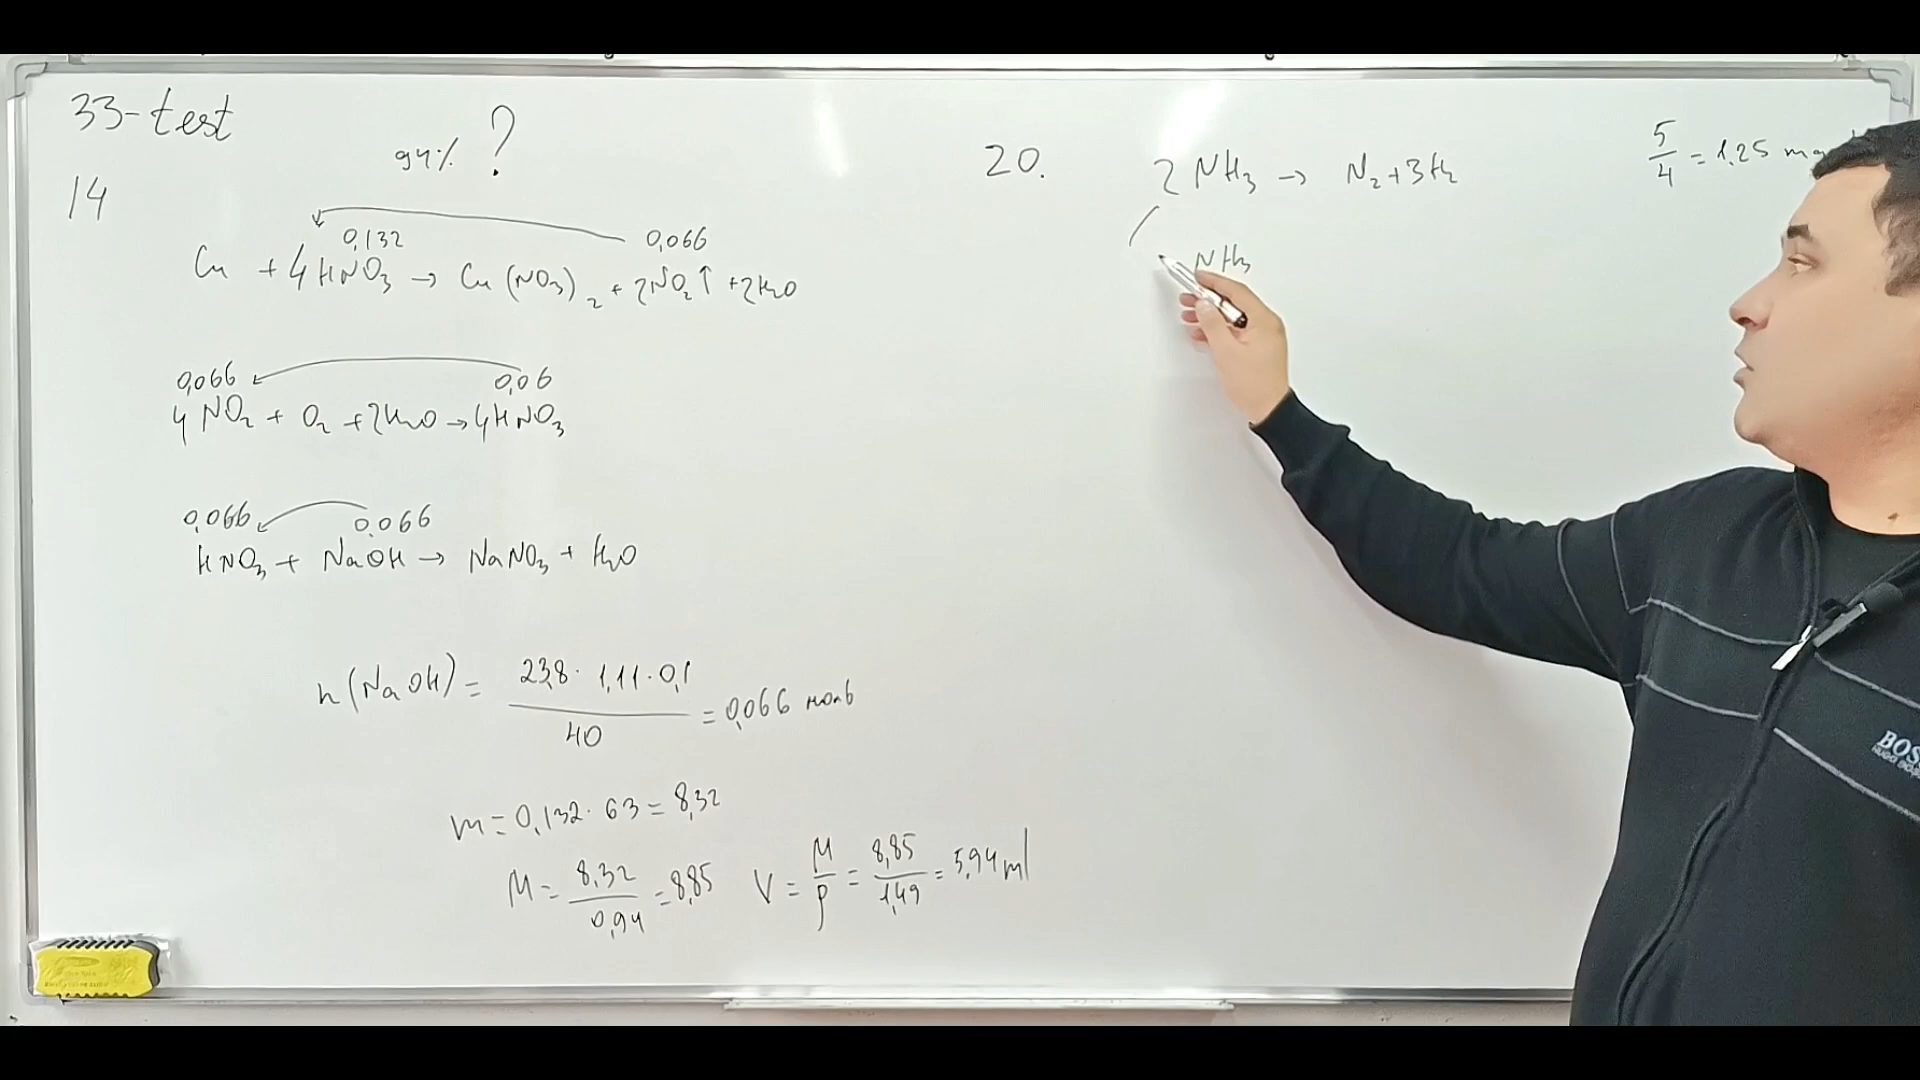 33-test
94% ?
14
0,132 0,066
Cu + 4HNO3 → Cu(NO3)2 + 2NO2↑ + 2H2O
0,066 0,06
4NO2 + O2 + 2H2O → 4HNO3
0,066 0,066
HNO3 + NaOH → NaNO3 + H2O
n(NaOH) = 23,8 · 1,11 · 0,1 / 40 = 0,066 моль
m = 0,132 · 63 = 8,32
M = 8,32 / 0,94 = 8,85 V = M / ρ = 8,85 / 1,49 = 5,94 ml
20. 2NH3 → N2 + 3H2
NH3
5 / 4 = 1.25
BOSS